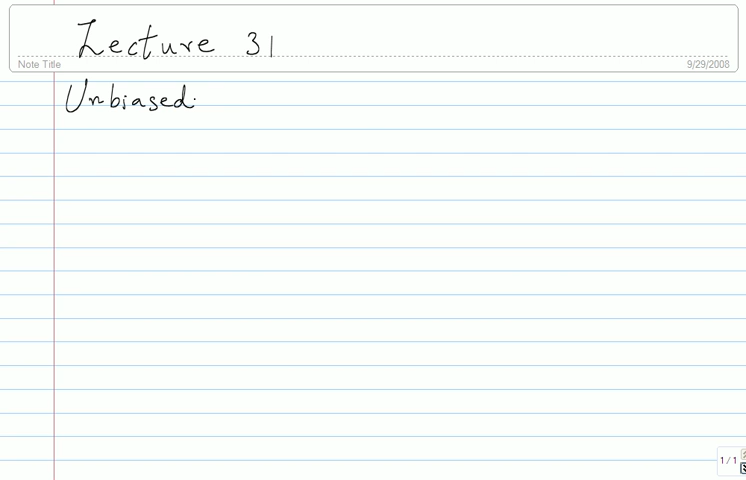 Lecture 31
Note Title
9/29/2008
Unbiased.
1 / 1